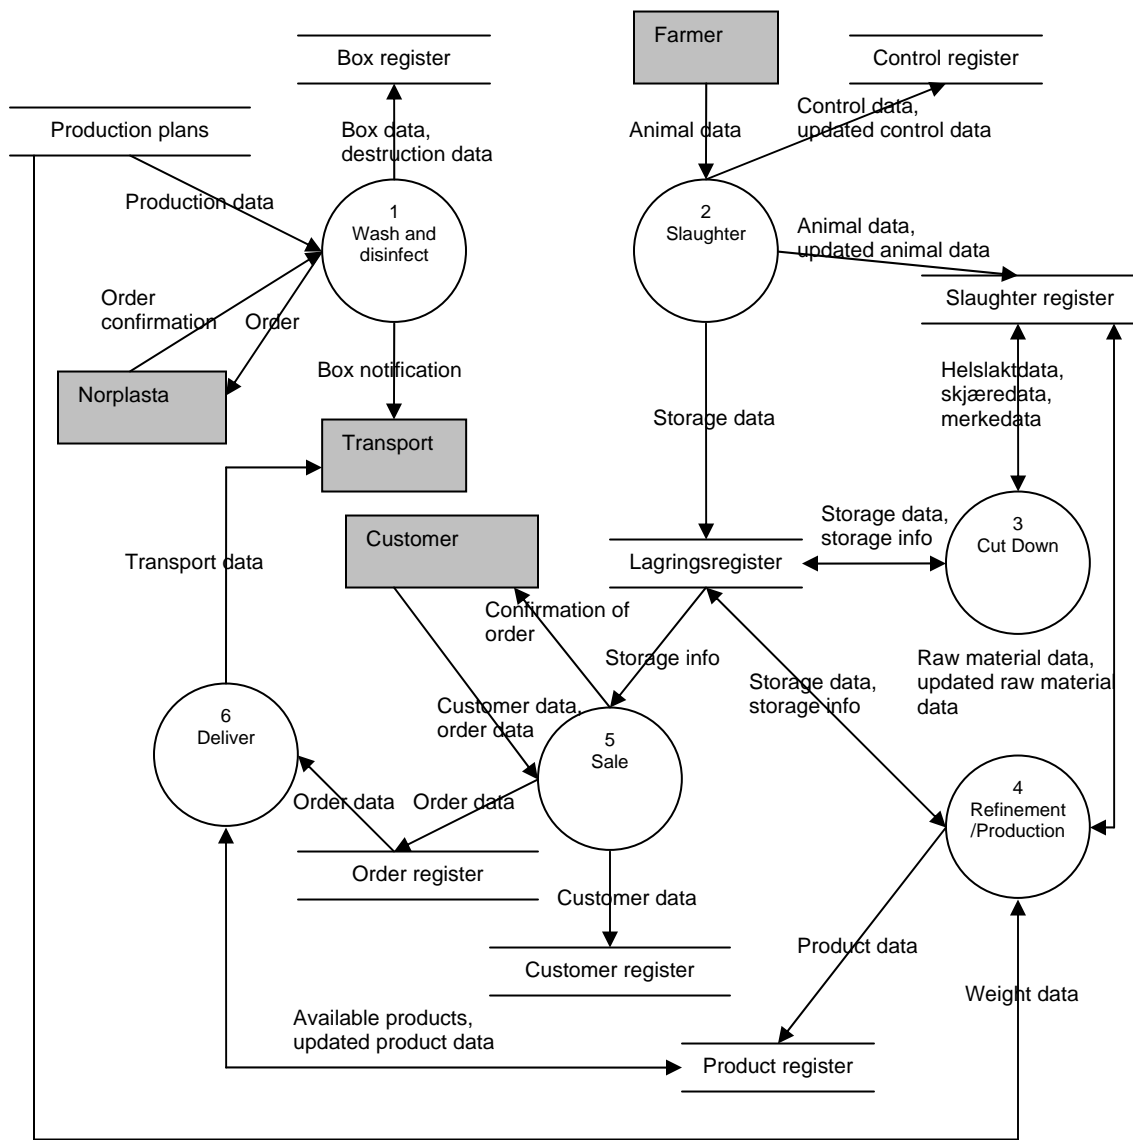 Farmer
Box register
Control register
Production plans
Box data,
destruction data
Animal data
Control data,
updated control data
Production data
1
Wash and
disinfect
2
Slaughter
Animal data,
updated animal data
Order
confirmation
Order
Slaughter register
Norplasta
Box notification
Helslaktdata,
skjæredata,
merkedata
Transport
Storage data
Customer
Storage data,
storage info
3
Cut Down
Transport data
Lagringsregister
Confirmation of
order
Storage info
Raw material data,
updated raw material
data
Storage data,
storage info
Customer data,
order data
6
Deliver
5
Sale
4
Refinement
/Production
Order data
Order data
Order register
Customer data
Product data
Customer register
Weight data
Available products,
updated product data
Product register